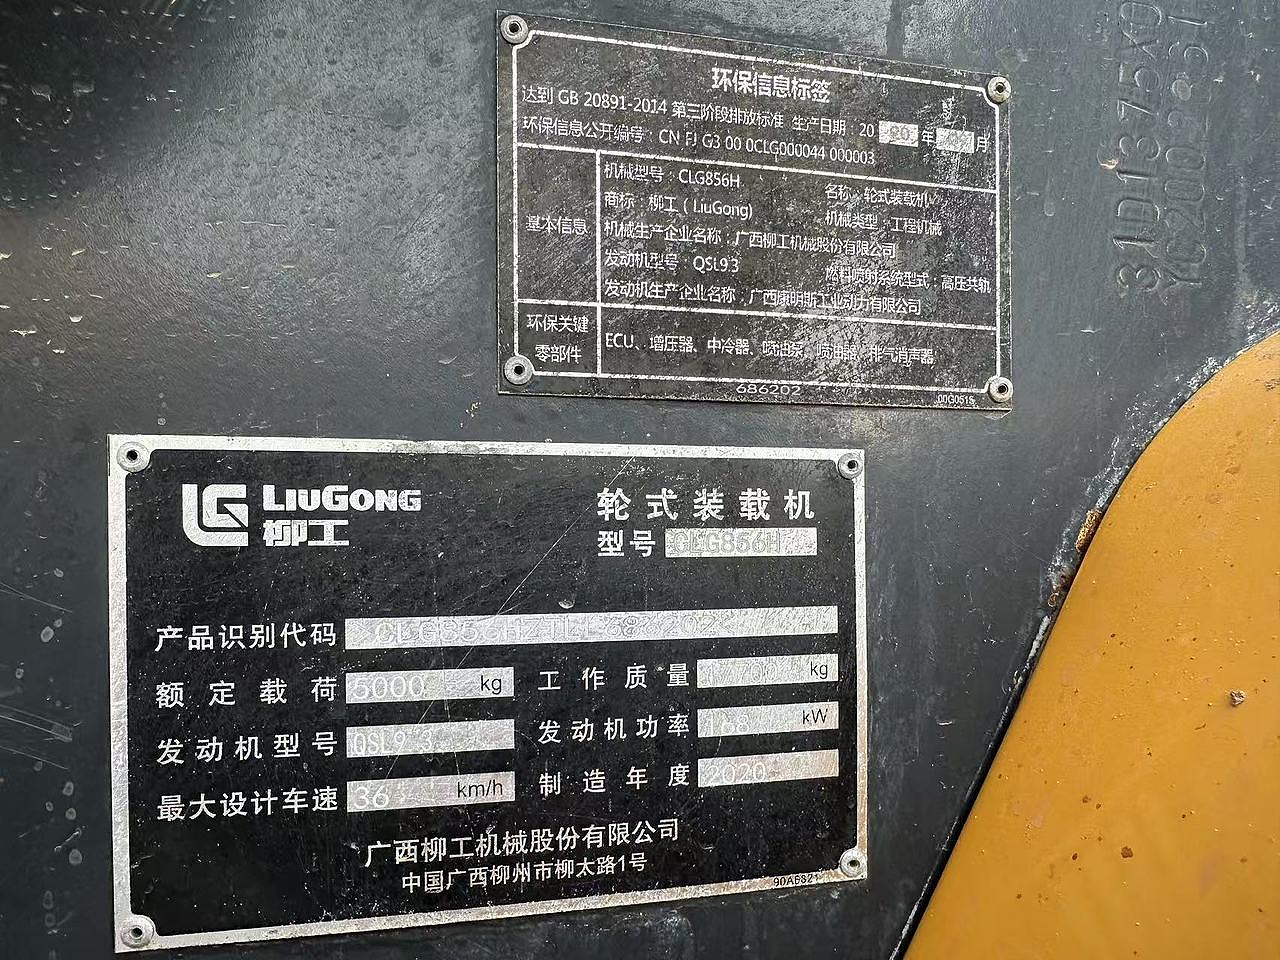 环保信息标签
达到 GB 20891-2014 第三阶段排放标准 生产日期：20 20 年 月
环保信息公开编号：CN FJ G3 00 0CLG000044 000003
基本信息
机械型号：CLG856H 名称：轮式装载机
商标：柳工（LiuGong） 机械类型：工程机械
机械生产企业名称：广西柳工机械股份有限公司
发动机型号：QSL9.3 燃料喷射系统型式：高压共轨
发动机生产企业名称：广西康明斯工业动力有限公司
环保关键
零部件
ECU、增压器、中冷器、喷油泵、喷油器、排气消声器
686202
00G0515
LG LIUGONG
柳工
轮式装载机
型号 CLG856H
产品识别代码
额定载荷 5000 kg 工作质量 17700 kg
发动机型号 QSL9.3 发动机功率 168 kW
最大设计车速 36 km/h 制造年度 2020
广西柳工机械股份有限公司
中国广西柳州市柳太路1号
90A6821